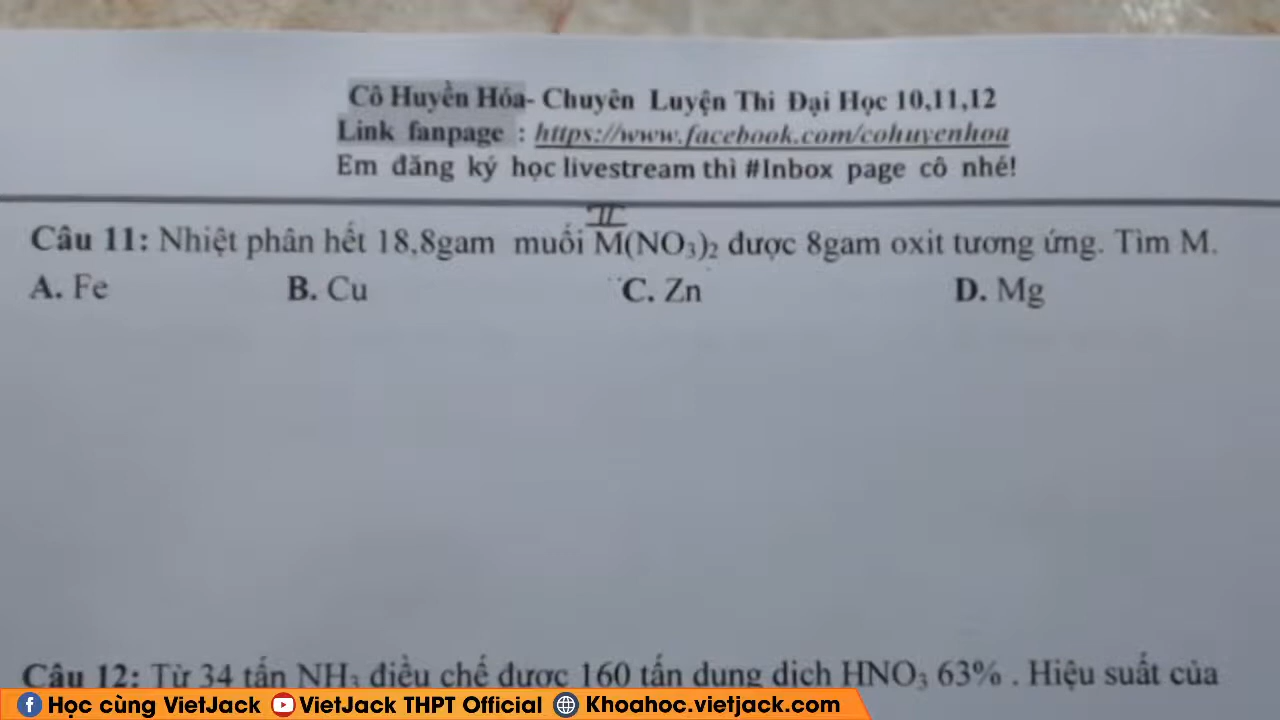 Cô Huyền Hóa- Chuyên Luyện Thi Đại Học 10,11,12
Link fanpage : https://www.facebook.com/cohuyenhoa
Em đăng ký học livestream thì #Inbox page cô nhé!
II
Câu 11: Nhiệt phân hết 18,8gam muối M(NO₃)₂ được 8gam oxit tương ứng. Tìm M.
A. Fe B. Cu C. Zn D. Mg
Câu 12: Từ 34 tấn NH₃ điều chế được 160 tấn dung dịch HNO₃ 63% . Hiệu suất của
Học cùng VietJack VietJack THPT Official Khoahoc.vietjack.com